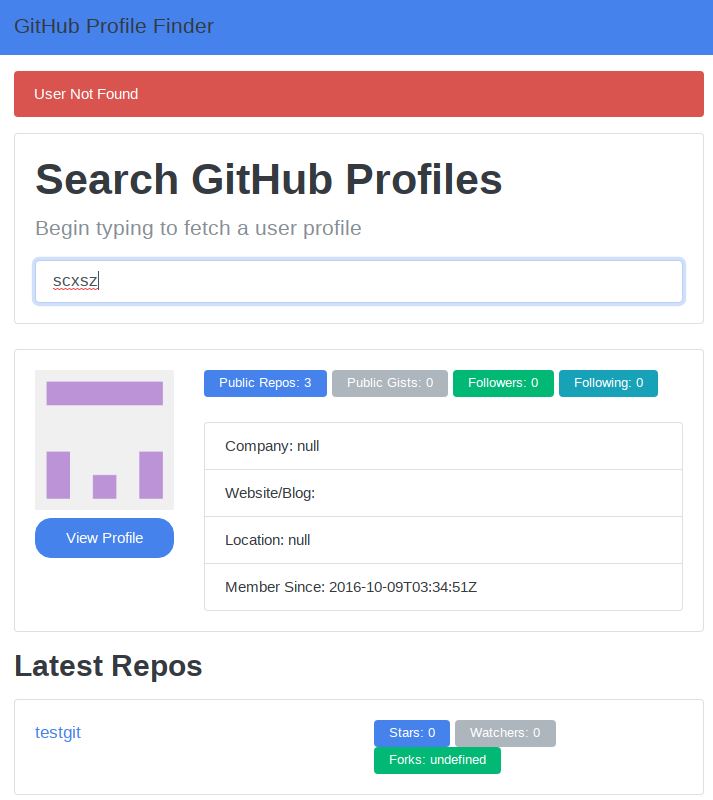 GitHub Profile Finder
User Not Found
Search GitHub Profiles
Begin typing to fetch a user profile
scxsz
Public Repos: 3 Public Gists: 0 Followers: 0 Following: 0
Company: null
Website/Blog:
View Profile
Location: null
Member Since: 2016-10-09T03:34:51Z
Latest Repos
testgit
Stars: 0 Watchers: 0
Forks: undefined